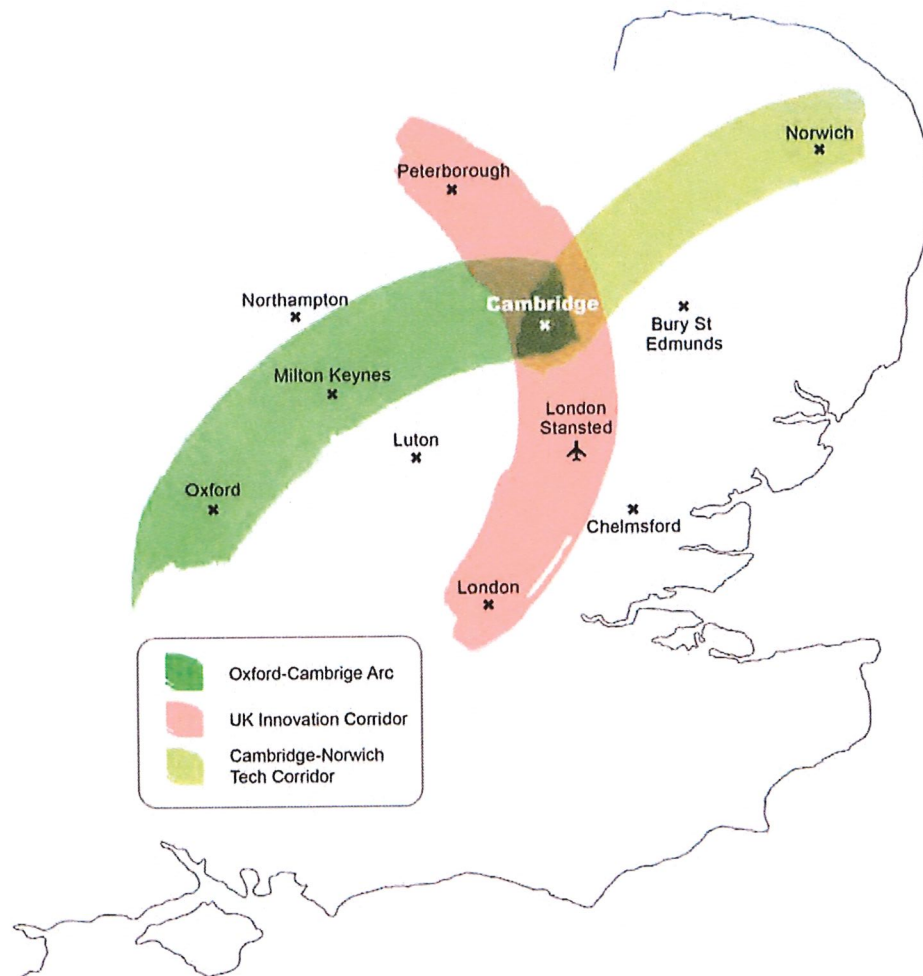 Norwich
Peterborough
Northampton
Cambridge
Bury St
Edmunds
Milton Keynes
London
Stansted
Luton
Oxford
Chelmsford
London
Oxford-Cambrige Arc
UK Innovation Corridor
Cambridge-Norwich
Tech Corridor